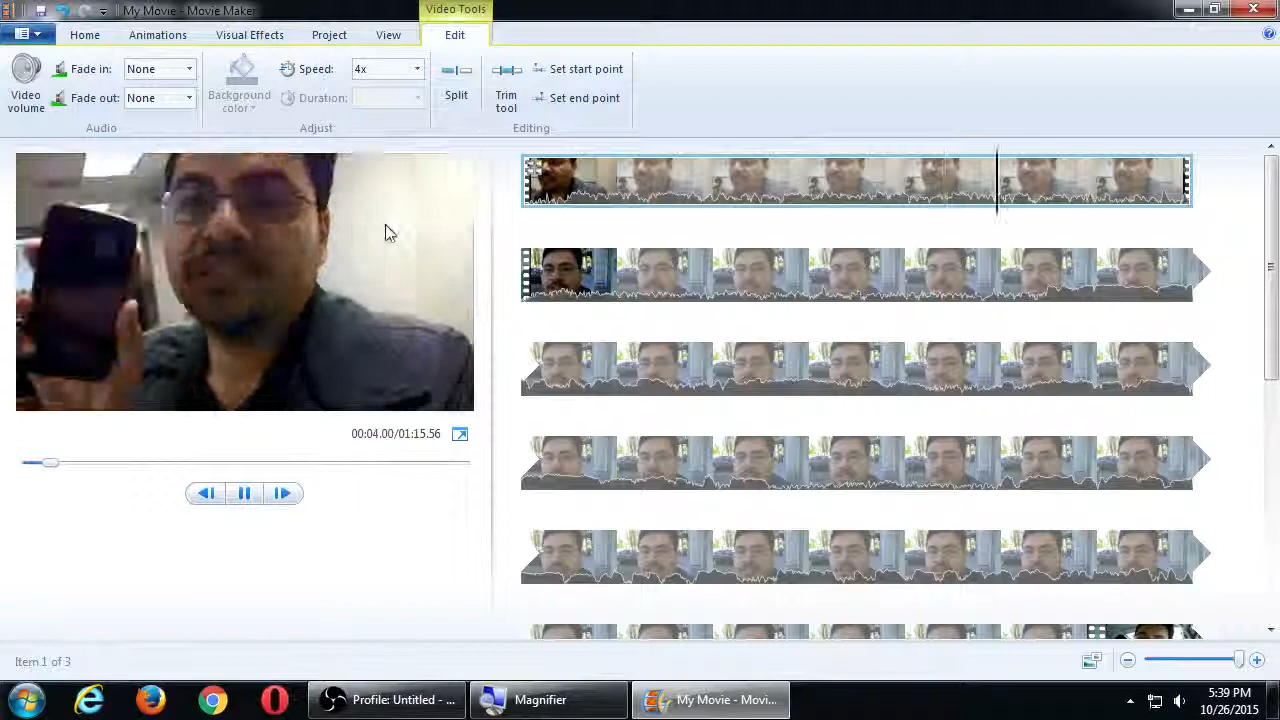 My Movie - Movie Maker
Video Tools
Home
Animations
Visual Effects
Project
View
Edit
Video volume
Fade in: None
Fade out: None
Audio
Background color
Speed: 4x
Duration:
Adjust
Split
Trim tool
Set start point
Set end point
Editing
00:04.00/01:15.56
Item 1 of 3
Profile: Untitled - ...
Magnifier
My Movie - Movi...
5:39 PM
10/26/2015